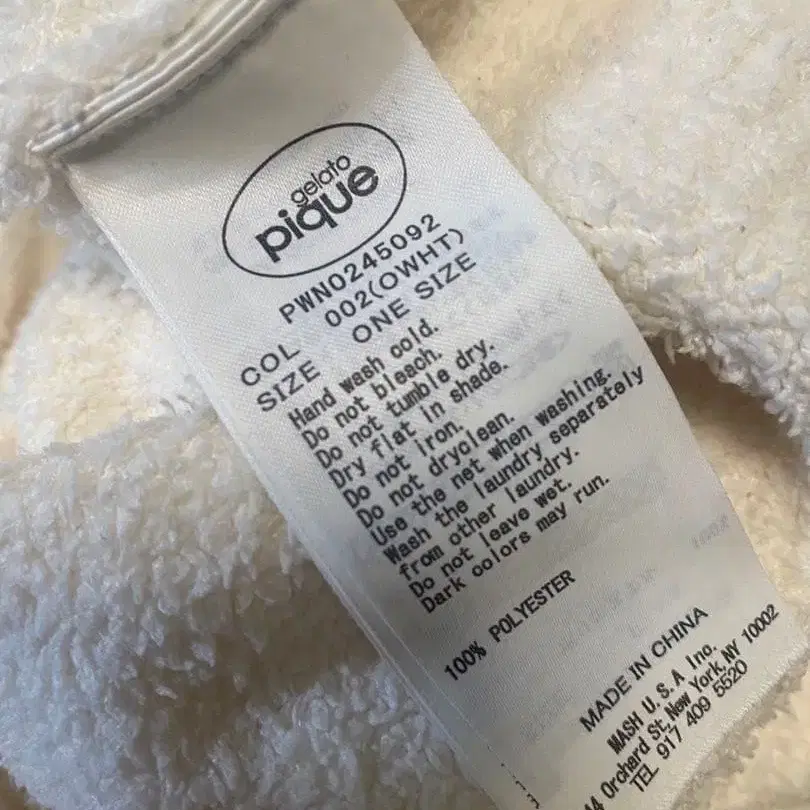 gelato
pique
PWNO245092
COL 002(OWHT)
SIZE ONE SIZE
Hand wash cold.
Do not bleach.
Do not tumble dry.
Dry flat in shade.
Do not iron.
Do not dryclean.
Use the net when washing.
Wash the laundry separately
from other laundry.
Do not leave wet.
Dark colors may run.
100% POLYESTER
MADE IN CHINA
MASH U.S.A Inc.
44 Orchard St, New York, NY 10002
TEL 917 409 5520